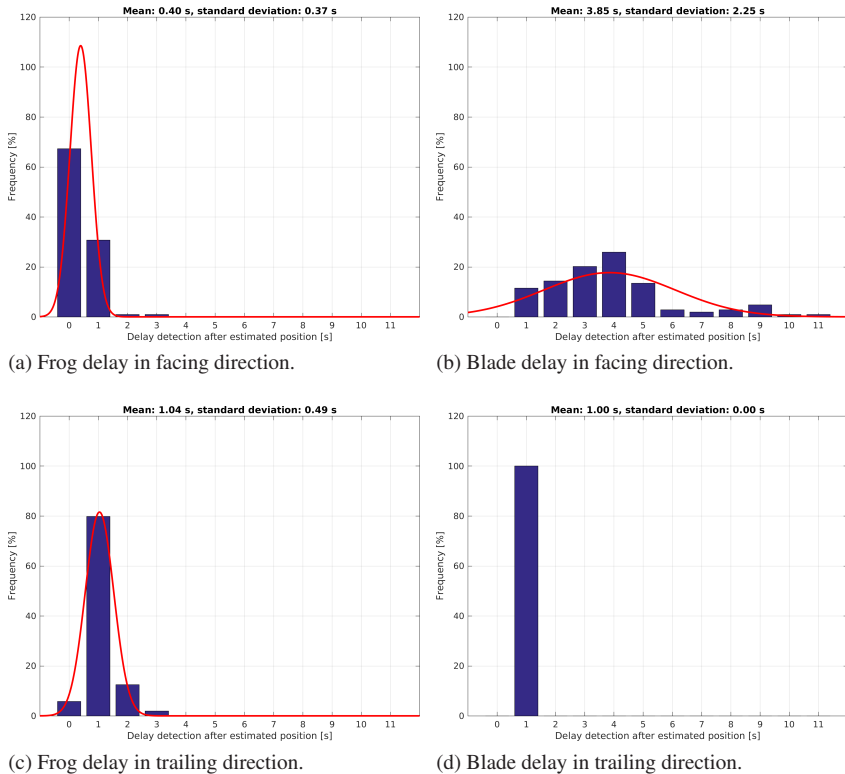 Mean: 0.40 s, standard deviation: 0.37 s
120
100
80
60
40
20
0
Frequency [%]
0 1 2 3 4 5 6 7 8 9 10 11
Delay detection after estimated position [s]
(a) Frog delay in facing direction.
Mean: 3.85 s, standard deviation: 2.25 s
120
100
80
60
40
20
0
Frequency [%]
0 1 2 3 4 5 6 7 8 9 10 11
Delay detection after estimated position [s]
(b) Blade delay in facing direction.
Mean: 1.04 s, standard deviation: 0.49 s
120
100
80
60
40
20
0
Frequency [%]
0 1 2 3 4 5 6 7 8 9 10 11
Delay detection after estimated position [s]
(c) Frog delay in trailing direction.
Mean: 1.00 s, standard deviation: 0.00 s
120
100
80
60
40
20
0
Frequency [%]
0 1 2 3 4 5 6 7 8 9 10 11
Delay detection after estimated position [s]
(d) Blade delay in trailing direction.